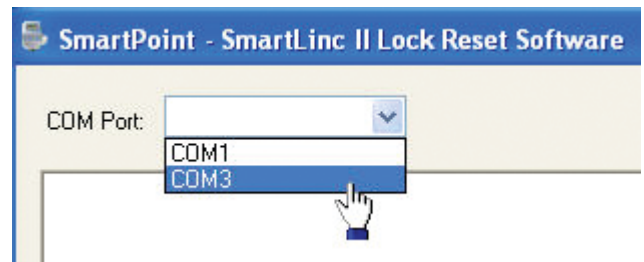 SmartPoint - SmartLinc II Lock Reset Software
COM Port:
COM1
COM3